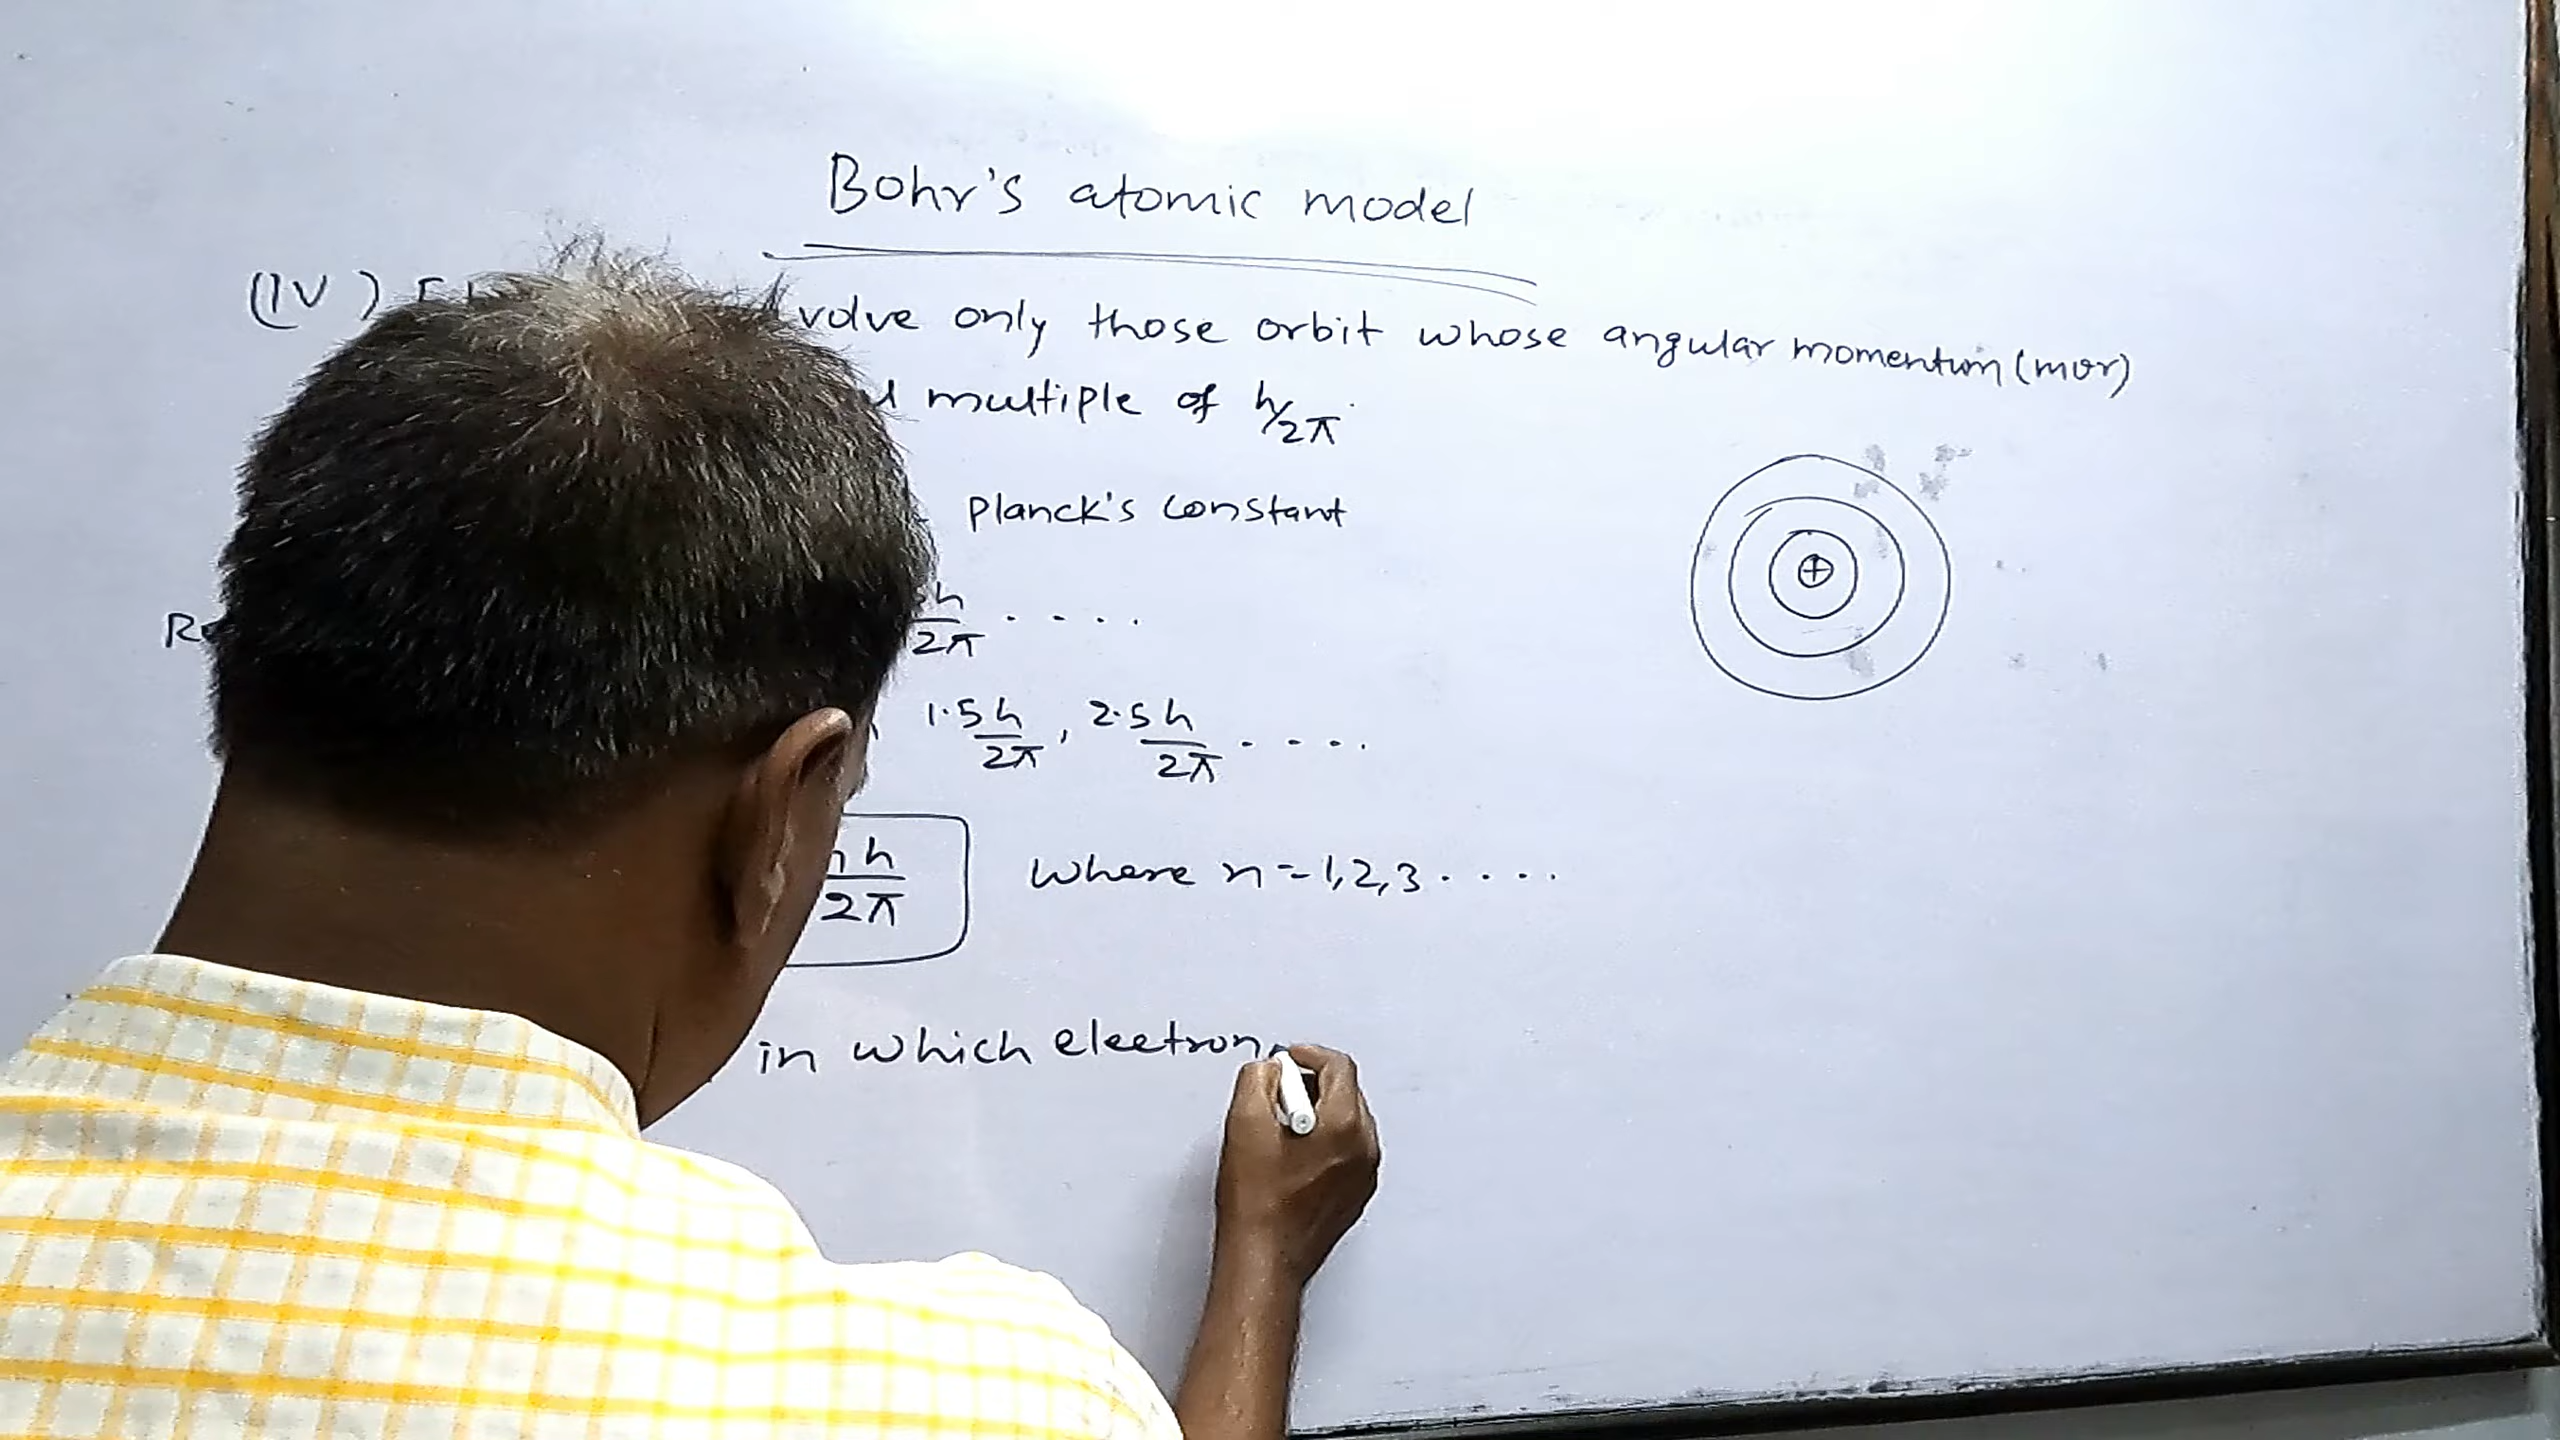 Bohr's atomic model
(IV) volve only those orbit whose angular momentum (mvr)
multiple of h/2π
Planck's constant
h/2π . . . .
1.5h/2π, 2.5h/2π . . . .
nh/2π where n=1,2,3 . . . .
in which electron
+